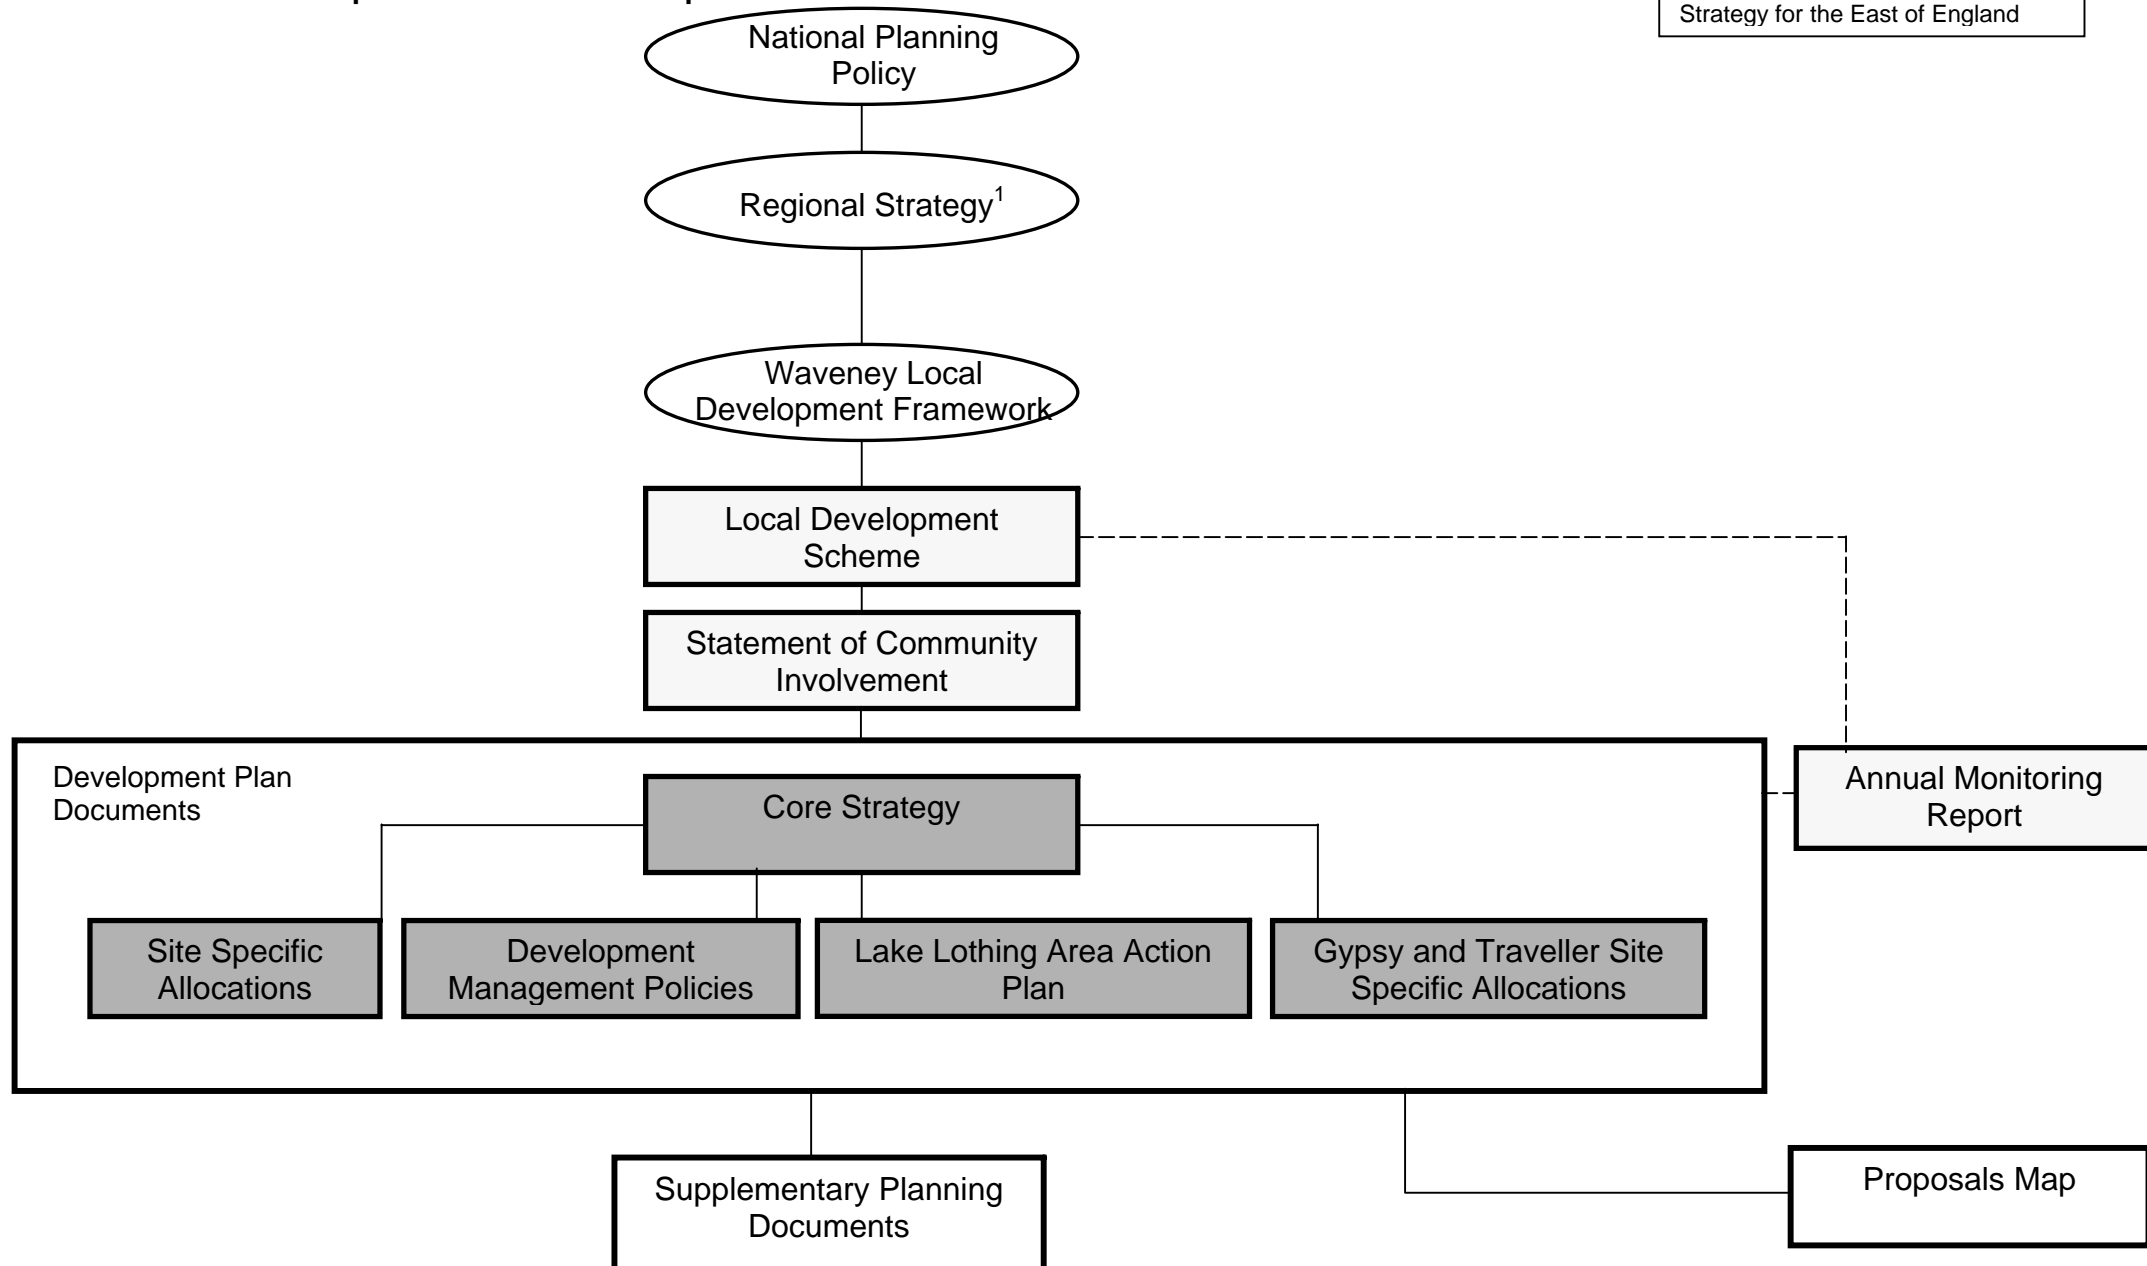 Strategy for the East of England
National Planning
Policy
Regional Strategy1
Waveney Local
Development Framework
Local Development
Scheme
Statement of Community
Involvement
Development Plan
Documents
Core Strategy
Annual Monitoring
Report
Site Specific
Allocations
Development
Management Policies
Lake Lothing Area Action
Plan
Gypsy and Traveller Site
Specific Allocations
Supplementary Planning
Documents
Proposals Map